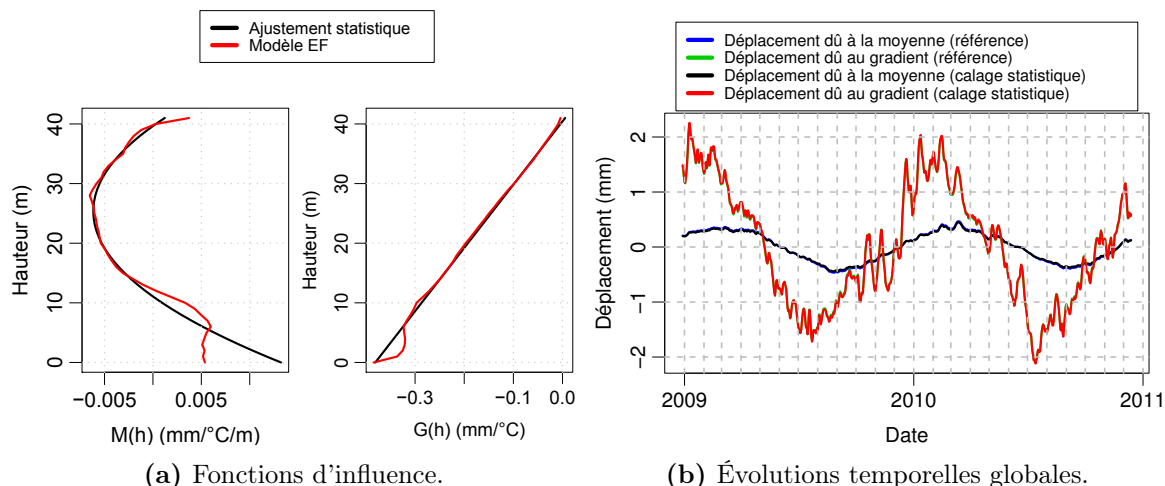 Ajustement statistique
Modèle EF
Hauteur (m)
0
10
20
30
40
−0.005
0.005
M(h) (mm/°C/m)
Hauteur (m)
0
10
20
30
40
−0.3
−0.1
0.0
G(h) (mm/°C)
(a) Fonctions d'influence.
Déplacement dû à la moyenne (référence)
Déplacement dû au gradient (référence)
Déplacement dû à la moyenne (calage statistique)
Déplacement dû au gradient (calage statistique)
Déplacement (mm)
2
1
0
−1
−2
2009
2010
2011
Date
(b) Évolutions temporelles globales.